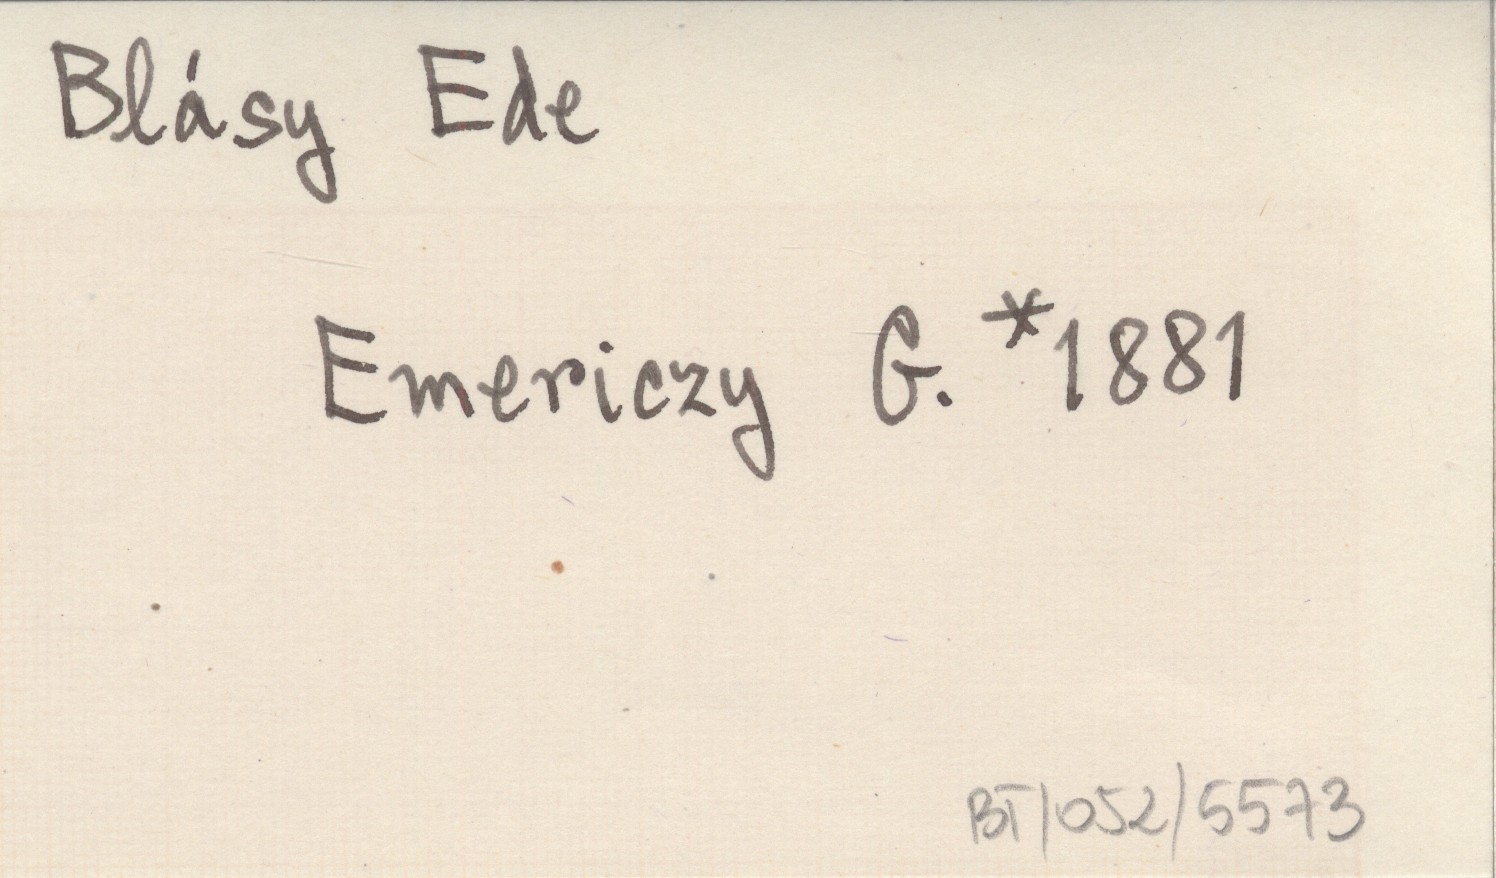 Blásy Ede
Emericzy G. *1881
BT/052/5573